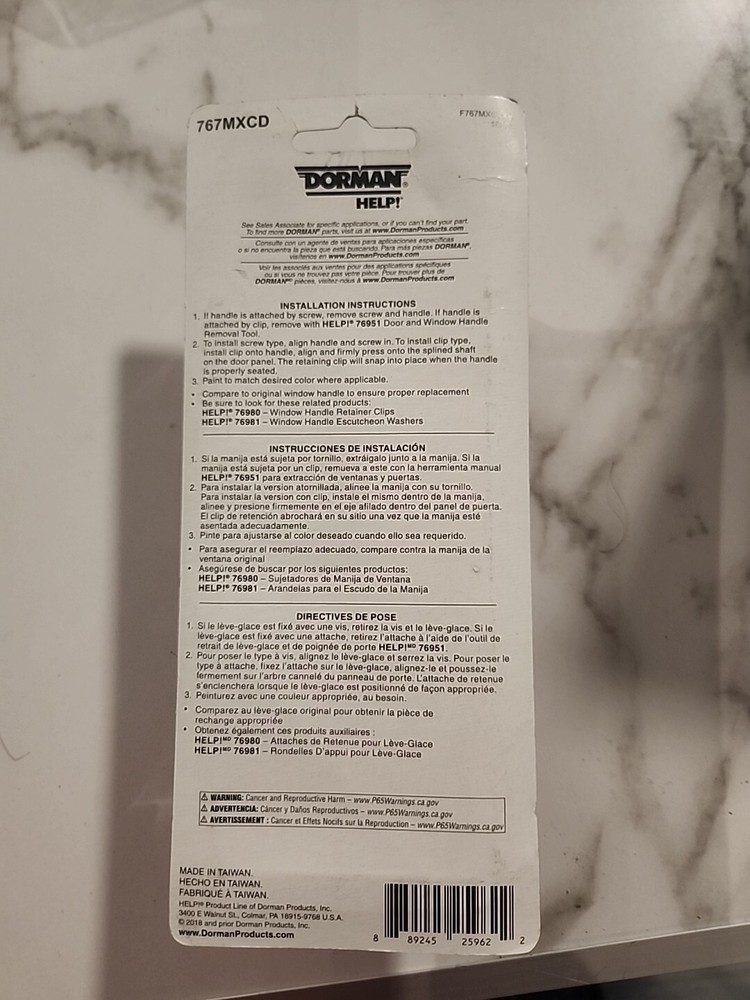 767MXCD
F767MX
DORMAN®
HELP!®
See Sales Associate for specific applications, or if you can't find your part.
To find more DORMAN® parts, visit us at www.DormanProducts.com
Consulte con un agente de ventas para aplicaciones específicas
o si no encuentra la pieza que está buscando. Para más piezas DORMAN®,
visítenos en www.DormanProducts.com
Voir les associés aux ventes pour des applications spécifiques
ou si vous ne trouvez pas votre pièce. Pour trouver plus de
DORMANᴹᴰ pièces, visitez-nous à www.DormanProducts.com
INSTALLATION INSTRUCTIONS
1. If handle is attached by screw, remove screw and handle. If handle is
attached by clip, remove with HELP!® 76951 Door and Window Handle
Removal Tool.
2. To install screw type, align handle and screw in. To install clip type,
install clip onto handle, align and firmly press onto the splined shaft
on the door panel. The retaining clip will snap into place when the handle
is properly seated.
3. Paint to match desired color where applicable.
• Compare to original window handle to ensure proper replacement
• Be sure to look for these related products:
HELP!® 76980 – Window Handle Retainer Clips
HELP!® 76981 – Window Handle Escutcheon Washers
INSTRUCCIONES DE INSTALACIÓN
1. Si la manija está sujeta por tornillo, extráigalo junto a la manija. Si la
manija está sujeta por un clip, remueva a este con la herramienta manual
HELP!® 76951 para extracción de ventanas y puertas.
2. Para instalar la version atornillada, alinee la manija con su tornillo.
Para instalar la version con clip, instale el mismo dentro de la manija,
alinee y presione firmemente en el eje afilado dentro del panel de puerta.
El clip de retención abrochará en su sitio una vez que la manija esté
asentada adecuadamente.
3. Pinte para ajustarse al color deseado cuando ello sea requerido.
• Para asegurar el reemplazo adecuado, compare contra la manija de la
ventana original
• Asegúrese de buscar por los siguientes productos:
HELP!® 76980 – Sujetadores de Manija de Ventana
HELP!® 76981 – Arandelas para el Escudo de la Manija
DIRECTIVES DE POSE
1. Si le lève-glace est fixé avec une vis, retirez la vis et le lève-glace. Si le
lève-glace est fixé avec une attache, retirez l'attache à l'aide de l'outil de
retrait de lève-glace et de poignée de porte HELP!ᴹᴰ 76951.
2. Pour poser le type à vis, alignez le lève-glace et serrez la vis. Pour poser le
type à attache, fixez l'attache sur le lève-glace, alignez-le et poussez-le
fermement sur l'arbre cannelé du panneau de porte. L'attache de retenue
s'enclenchera lorsque le lève-glace est positionné de façon appropriée.
3. Peinturez avec une couleur appropriée, au besoin.
• Comparez au lève-glace original pour obtenir la pièce de
rechange appropriée
• Obtenez également ces produits auxiliaires :
HELP!ᴹᴰ 76980 – Attaches de Retenue pour Lève-Glace
HELP!ᴹᴰ 76981 – Rondelles D'appui pour Lève-Glace
⚠ WARNING: Cancer and Reproductive Harm – www.P65Warnings.ca.gov
⚠ ADVERTENCIA: Cáncer y Daños Reproductivos – www.P65Warnings.ca.gov
⚠ AVERTISSEMENT : Cancer et Effets Nocifs sur la Reproduction – www.P65Warnings.ca.gov
MADE IN TAIWAN.
HECHO EN TAIWAN.
FABRIQUÉ À TAIWAN.
HELP!® Product Line of Dorman Products, Inc.
3400 E Walnut St., Colmar, PA 18915-9768 U.S.A.
© 2018 and prior Dorman Products, Inc.
www.DormanProducts.com
8 89245 25962 2